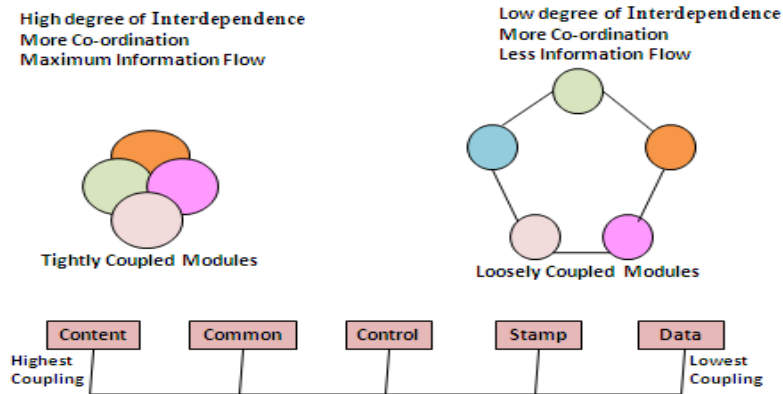 High degree of Interdependence
More Co-ordination
Maximum Information Flow
Low degree of Interdependence
More Co-ordination
Less Information Flow
Tightly Coupled Modules
Loosely Coupled Modules
Content
Common
Control
Stamp
Data
Highest
Coupling
Lowest
Coupling